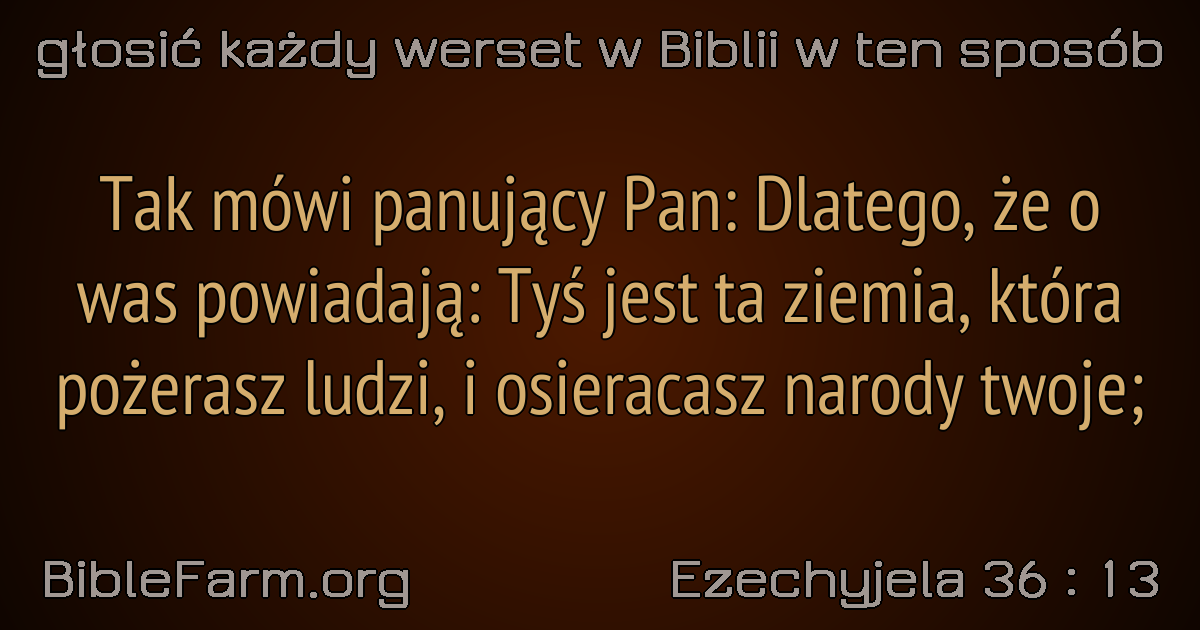 głosić każdy werset w Biblii w ten sposób
Tak mówi panujący Pan: Dlatego, że o
was powiadają: Tyś jest ta ziemia, która
pożerasz ludzi, i osieracasz narody twoje;
BibleFarm.org
Ezechyjela 36 : 13